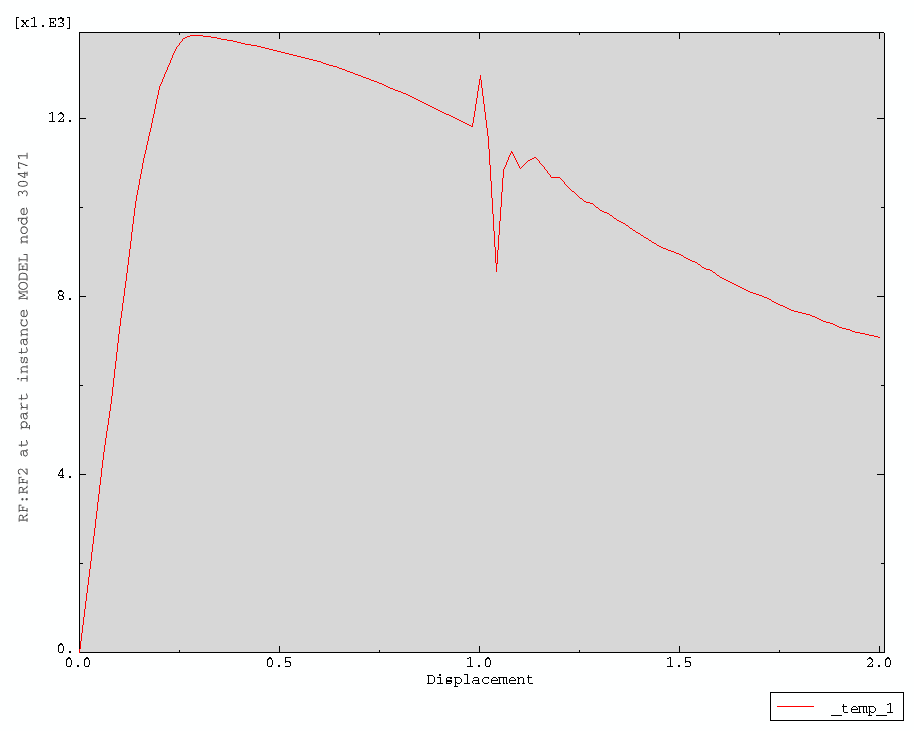 [x1.E3]
12.
8.
4.
0.
RF:RF2 at part instance MODEL node 30471
0.0 0.5 1.0 1.5 2.0
Displacement
_temp_1